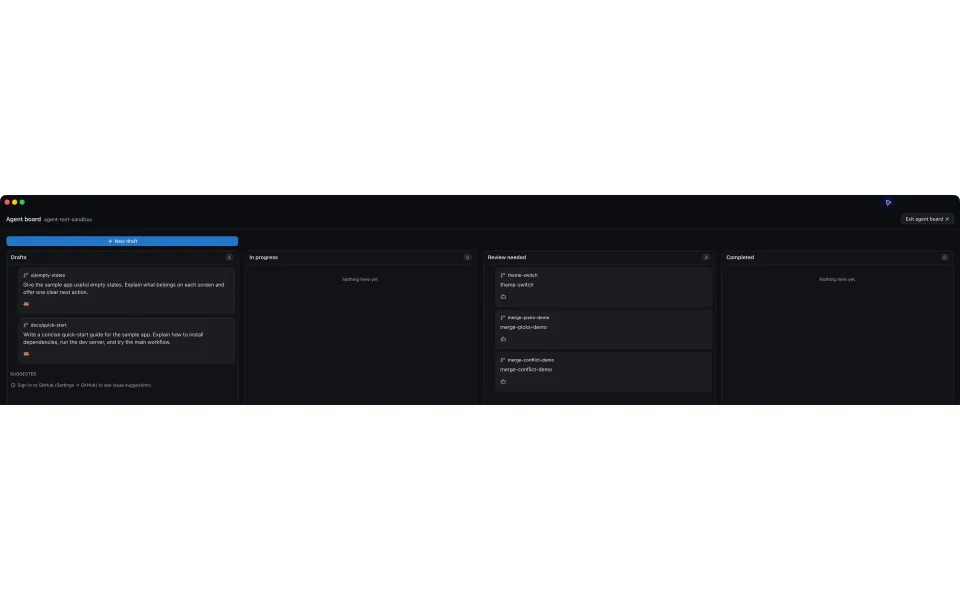 Agent board agent-test-sandbox
Exit agent board ×
+ New draft
Drafts
ui/empty-states
Give the sample app useful empty states. Explain what belongs on each screen and
offer one clear next action.
docs/quick-start
Write a concise quick-start guide for the sample app. Explain how to install
dependencies, run the dev server, and try the main workflow.
SUGGESTED
Sign in to GitHub (Settings → GitHub) to see issue suggestions.
In progress
0
Nothing here yet.
Review needed
3
theme-switch
theme-switch
merge-picks-demo
merge-picks-demo
merge-conflict-demo
merge-conflict-demo
Completed
0
Nothing here yet.